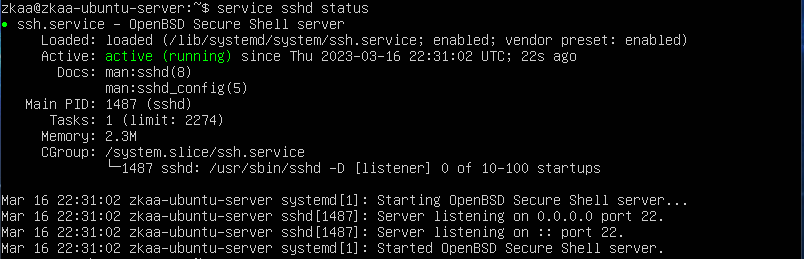 zkaa@zkaa-ubuntu-server:~$ service sshd status
● ssh.service - OpenBSD Secure Shell server
Loaded: loaded (/lib/systemd/system/ssh.service; enabled; vendor preset: enabled)
Active: active (running) since Thu 2023-03-16 22:31:02 UTC; 22s ago
Docs: man:sshd(8)
man:sshd_config(5)
Main PID: 1487 (sshd)
Tasks: 1 (limit: 2274)
Memory: 2.3M
CGroup: /system.slice/ssh.service
└─1487 sshd: /usr/sbin/sshd -D [listener] 0 of 10-100 startups
Mar 16 22:31:02 zkaa-ubuntu-server systemd[1]: Starting OpenBSD Secure Shell server...
Mar 16 22:31:02 zkaa-ubuntu-server sshd[1487]: Server listening on 0.0.0.0 port 22.
Mar 16 22:31:02 zkaa-ubuntu-server sshd[1487]: Server listening on :: port 22.
Mar 16 22:31:02 zkaa-ubuntu-server systemd[1]: Started OpenBSD Secure Shell server.